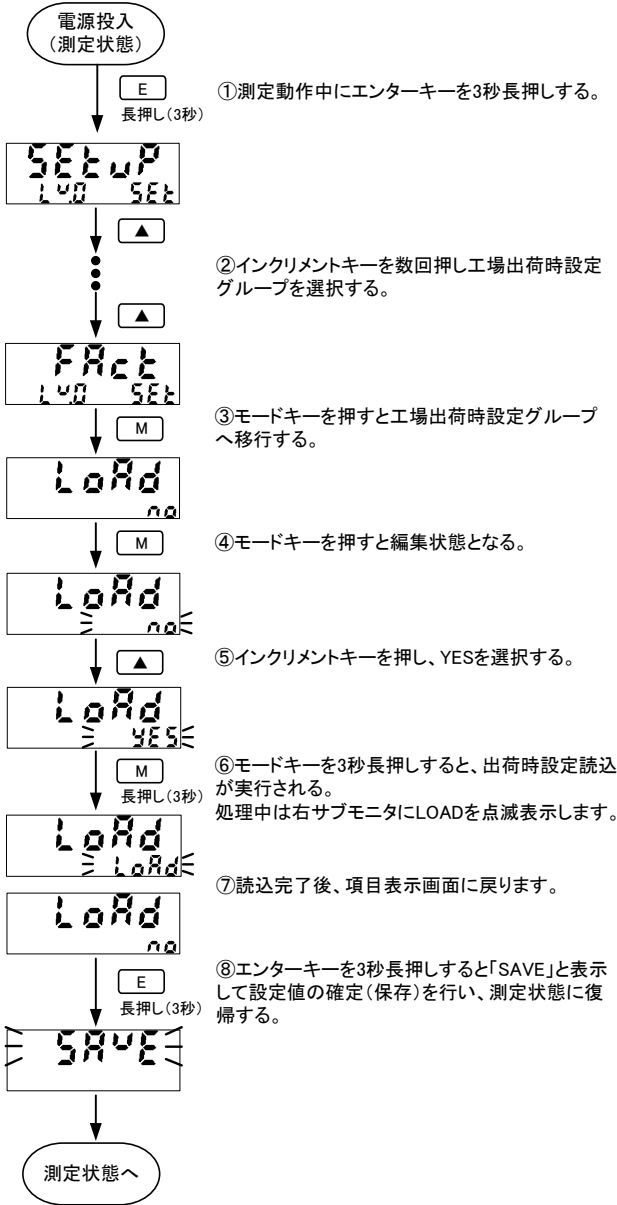 電源投入
（測定状態）
E
長押し（3秒）
①測定動作中にエンターキーを3秒長押しする。
SEtuP
Lv.0 SEt
▲
②インクリメントキーを数回押し工場出荷時設定
グループを選択する。
▲
FAct
Lv.0 SEt
③モードキーを押すと工場出荷時設定グループ
へ移行する。
M
LoAd
no
M
④モードキーを押すと編集状態となる。
LoAd
no
▲
⑤インクリメントキーを押し、YESを選択する。
LoAd
YES
M
長押し（3秒）
⑥モードキーを3秒長押しすると、出荷時設定読込
が実行される。
処理中は右サブモニタにLOADを点滅表示します。
LoAd
LoAd
⑦読込完了後、項目表示画面に戻ります。
LoAd
no
E
長押し（3秒）
⑧エンターキーを3秒長押しすると「SAVE」と表示
して設定値の確定（保存）を行い、測定状態に復
帰する。
SAvE
測定状態へ